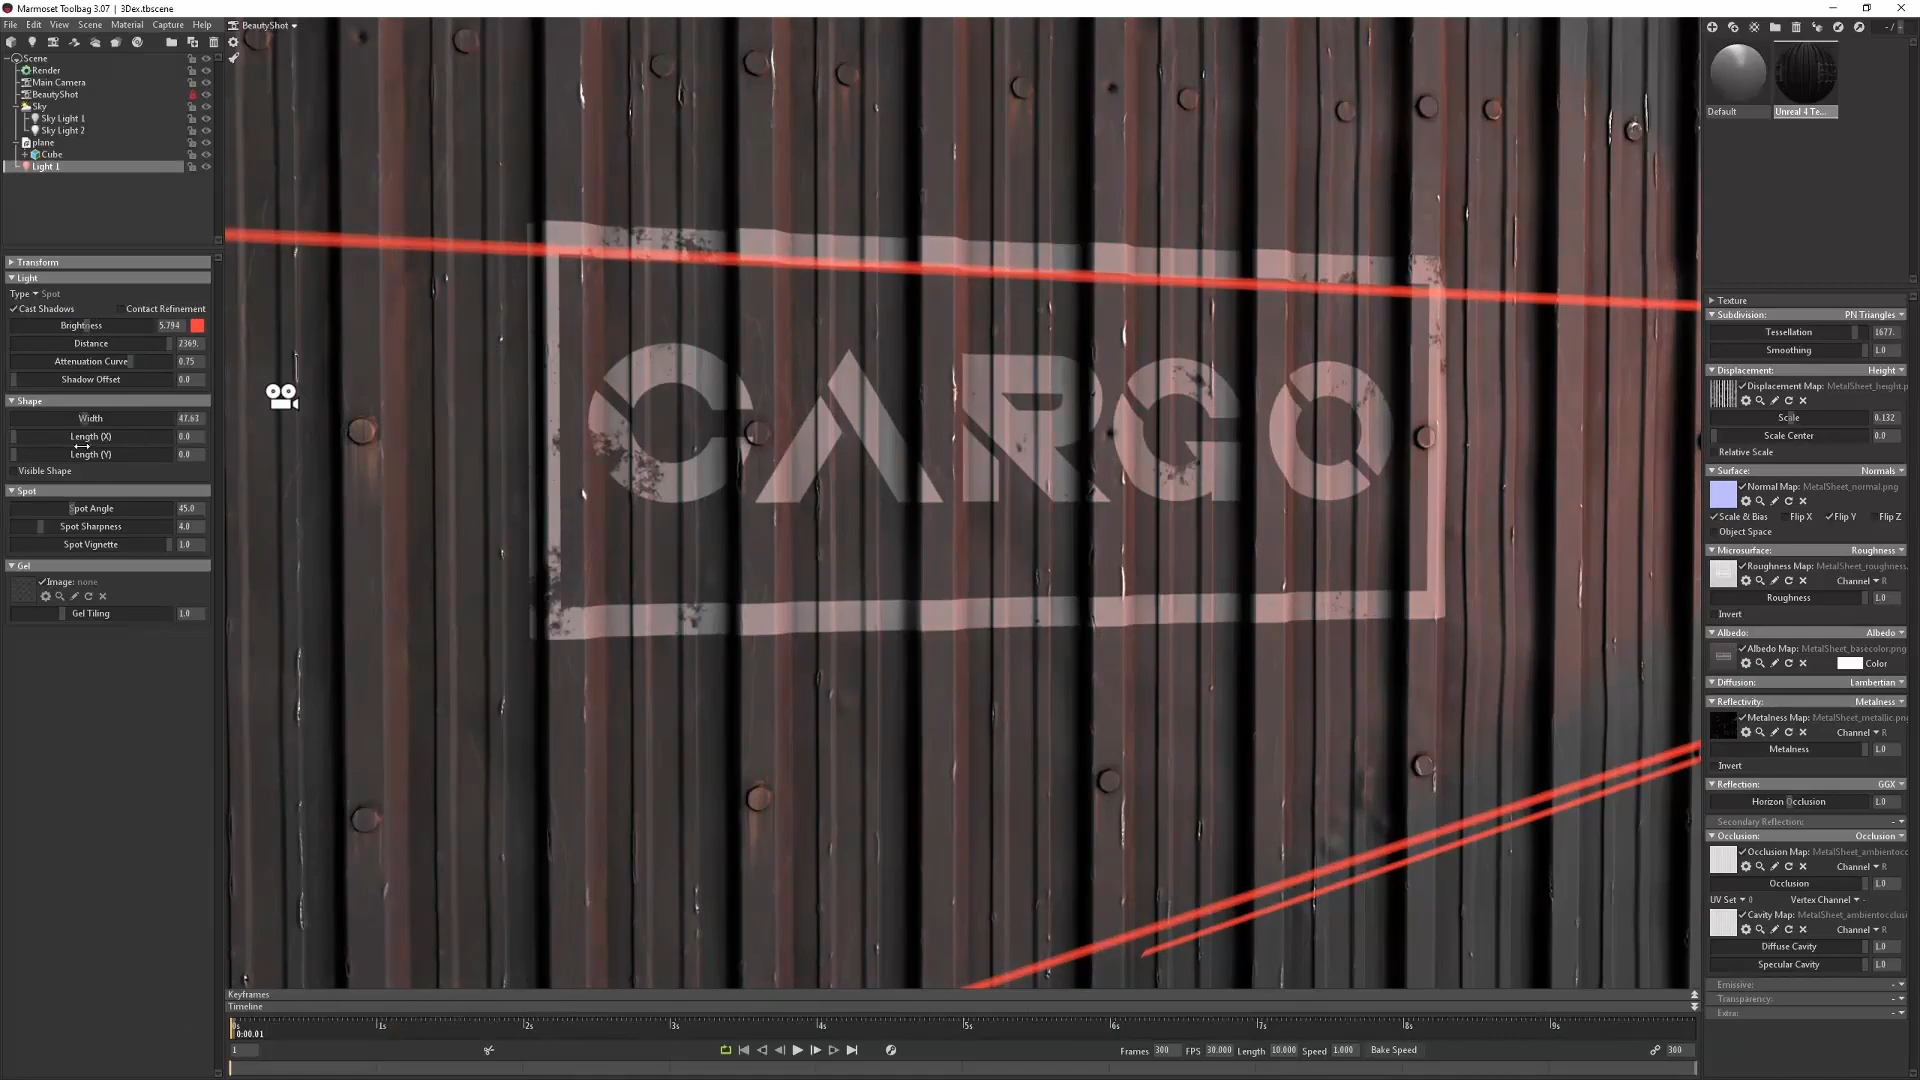 Marmoset Toolbag 3.07 | 3Dex.tbscene
File Edit View Scene Material Capture Help
BeautyShot
Scene
Render
Main Camera
BeautyShot
Sky
Sky Light 1
Sky Light 2
plane
Cube
Light 1
Transform
Light
Type Spot
Cast Shadows Contact Refinement
Brightness 5.794
Distance 2369.
Attenuation Curve 0.75
Shadow Offset 0.0
Shape
Width 47.63
Length (X) 0.0
Length (Y) 0.0
Visible Shape
Spot
Spot Angle 45.0
Spot Sharpness 4.0
Spot Vignette 1.0
Gel
Image: none
Gel Tiling 1.0
CARGO
Keyframes
Timeline
0s 1s 2s 3s 4s 5s 6s 7s 8s 9s
0:00.01
1
Frames 300 FPS 30.000 Length 10.000 Speed 1.000 Bake Speed 300
Default Unreal 4 Te...
Texture
Subdivision: PN Triangles
Tessellation 1677.
Smoothing 1.0
Displacement: Height
Displacement Map: MetalSheet_height.p
Scale 0.132
Scale Center 0.0
Relative Scale
Surface: Normals
Normal Map: MetalSheet_normal.png
Scale & Bias Flip X Flip Y Flip Z
Object Space
Microsurface: Roughness
Roughness Map: MetalSheet_roughness.
Channel R
Roughness 1.0
Invert
Albedo: Albedo
Albedo Map: MetalSheet_basecolor.png
Color
Diffusion: Lambertian
Reflectivity: Metalness
Metalness Map: MetalSheet_metallic.png
Channel R
Metalness 1.0
Invert
Reflection: GGX
Horizon Occlusion 1.0
Secondary Reflection: -
Occlusion: Occlusion
Occlusion Map: MetalSheet_ambientocc
Channel R
Occlusion 1.0
UV Set 0 Vertex Channel -
Cavity Map: MetalSheet_ambientocclusi
Channel R
Diffuse Cavity 1.0
Specular Cavity 1.0
Emissive: -
Transparency: -
Extra: -